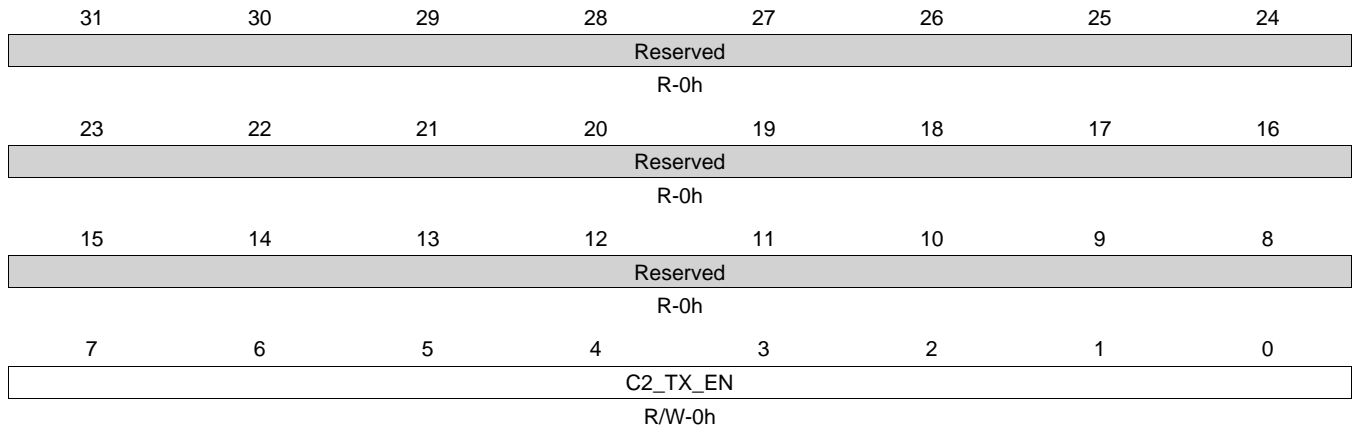 31 30 29 28 27 26 25 24
Reserved
R-0h
23 22 21 20 19 18 17 16
Reserved
R-0h
15 14 13 12 11 10 9 8
Reserved
R-0h
7 6 5 4 3 2 1 0
C2_TX_EN
R/W-0h